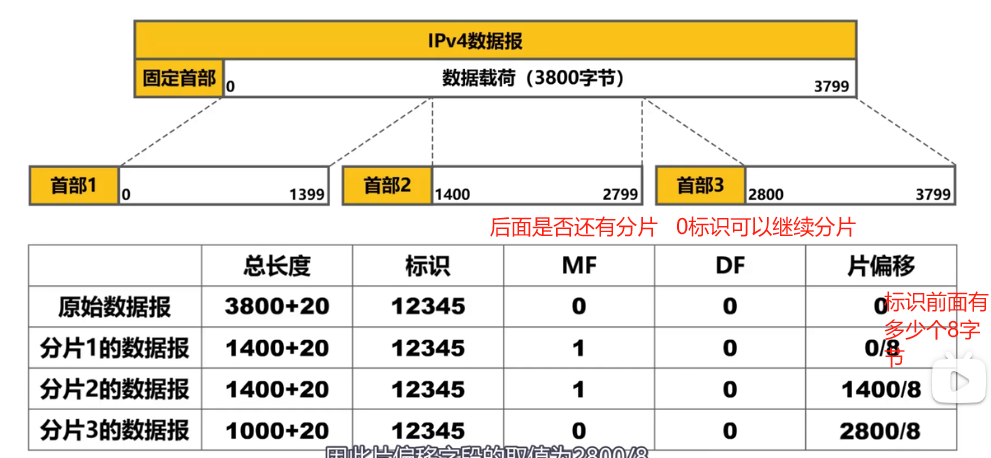 IPv4数据报
固定首部 0 数据载荷（3800字节） 3799
首部1 0 1399 首部2 1400 2799 首部3 2800 3799
后面是否还有分片 0标识可以继续分片
总长度 标识 MF DF 片偏移
原始数据报 3800+20 12345 0 0 0
标识前面有
多少个8字
节
分片1的数据报 1400+20 12345 1 0 0/8
分片2的数据报 1400+20 12345 1 0 1400/8
分片3的数据报 1000+20 12345 0 0 2800/8
因此片偏移字段的取值为2800/8